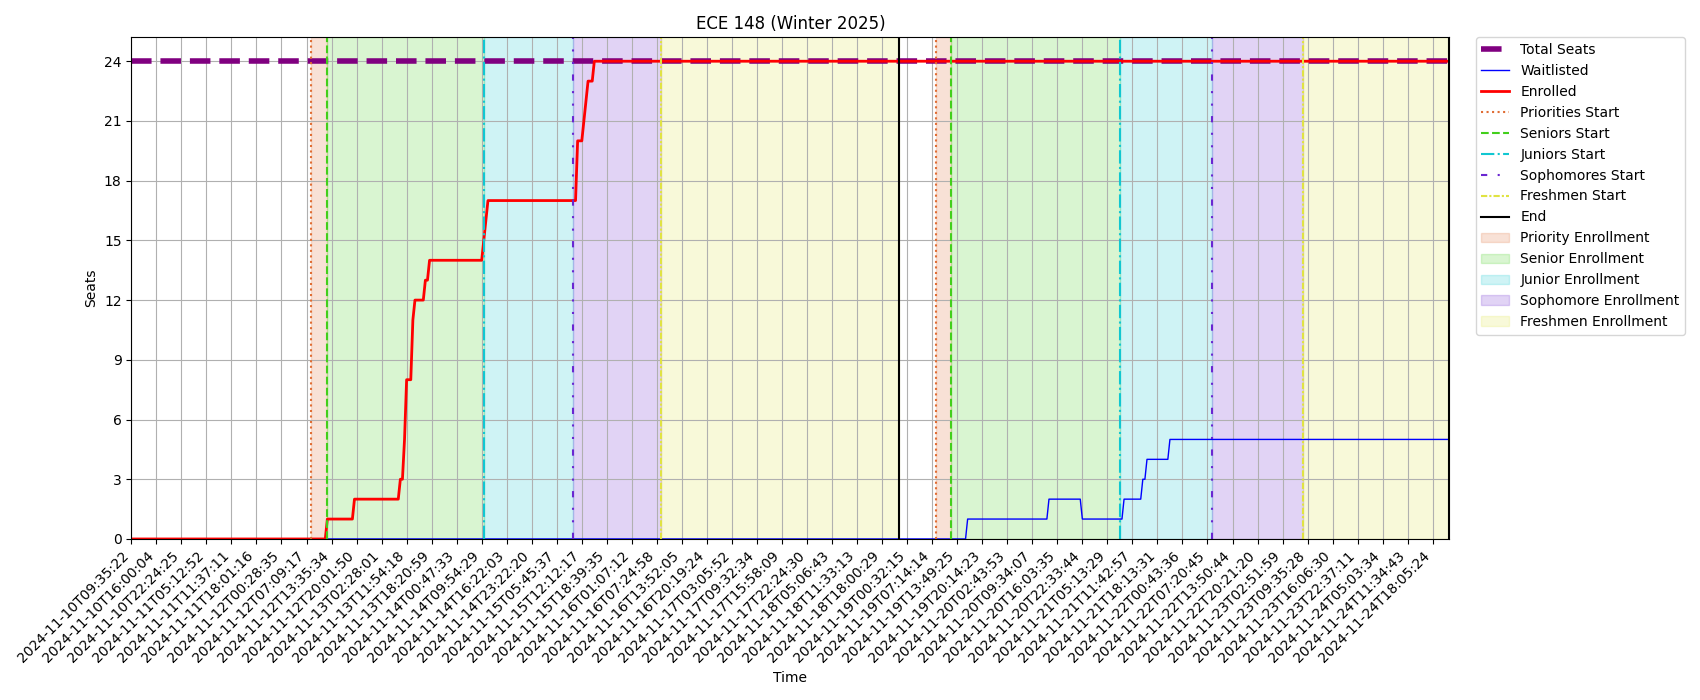 ECE 148 (Winter 2025)
Seats
24
21
18
15
12
9
6
3
0
2024-11-10T09:35:22
2024-11-10T16:00:04
2024-11-10T22:24:25
2024-11-11T05:12:52
2024-11-11T11:37:11
2024-11-11T18:01:16
2024-11-12T00:28:35
2024-11-12T07:09:17
2024-11-12T13:35:34
2024-11-12T20:01:50
2024-11-13T03:28:01
2024-11-13T11:54:18
2024-11-13T18:20:59
2024-11-14T00:47:33
2024-11-14T09:54:29
2024-11-14T16:22:03
2024-11-14T23:22:20
2024-11-15T05:45:37
2024-11-15T12:12:17
2024-11-15T18:39:35
2024-11-16T01:07:12
2024-11-16T07:24:58
2024-11-16T13:52:05
2024-11-16T20:19:24
2024-11-17T03:05:52
2024-11-17T09:32:34
2024-11-17T15:58:09
2024-11-17T22:24:30
2024-11-18T05:06:43
2024-11-18T11:33:13
2024-11-18T18:00:29
2024-11-19T00:32:15
2024-11-19T07:14:14
2024-11-19T13:49:25
2024-11-19T20:14:23
2024-11-20T02:43:53
2024-11-20T09:34:07
2024-11-20T16:03:35
2024-11-20T22:33:44
2024-11-21T05:13:29
2024-11-21T11:42:57
2024-11-21T18:13:31
2024-11-22T00:43:36
2024-11-22T07:20:45
2024-11-22T13:50:44
2024-11-22T20:21:20
2024-11-23T02:51:59
2024-11-23T09:35:28
2024-11-23T16:06:30
2024-11-23T22:37:11
2024-11-24T05:03:34
2024-11-24T11:34:43
2024-11-24T18:05:24
Time
Total Seats
Waitlisted
Enrolled
Priorities Start
Seniors Start
Juniors Start
Sophomores Start
Freshmen Start
End
Priority Enrollment
Senior Enrollment
Junior Enrollment
Sophomore Enrollment
Freshmen Enrollment